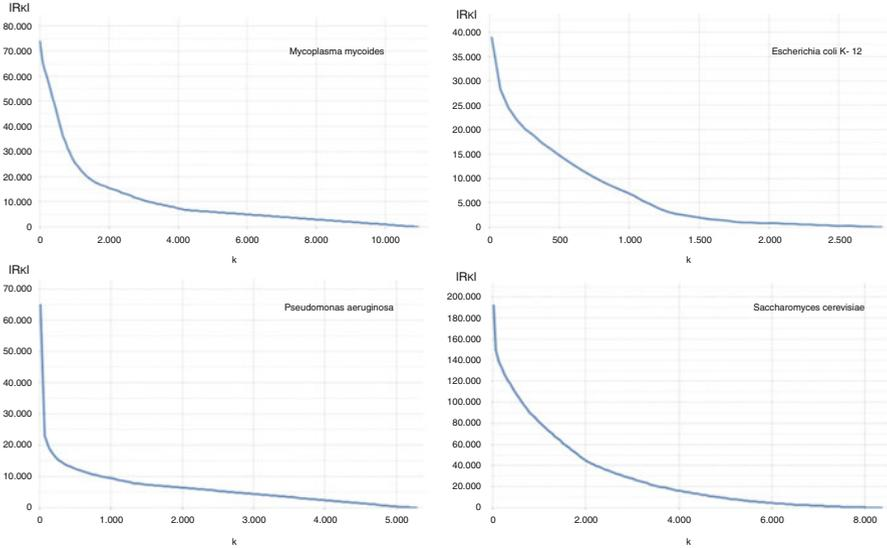 |Rκ|
80.000
Mycoplasma mycoides
70.000
60.000
50.000
40.000
30.000
20.000
10.000
0
0 2.000 4.000 6.000 8.000 10.000
k
|Rκ|
40.000
Escherichia coli K- 12
35.000
30.000
25.000
20.000
15.000
10.000
5.000
0
0 500 1.000 1.500 2.000 2.500
k
|Rκ|
70.000
Pseudomonas aeruginosa
60.000
50.000
40.000
30.000
20.000
10.000
0
0 1.000 2.000 3.000 4.000 5.000
k
|Rκ|
200.000
Saccharomyces cerevisiae
180.000
160.000
140.000
120.000
100.000
80.000
60.000
40.000
20.000
0
0 2.000 4.000 6.000 8.000
k